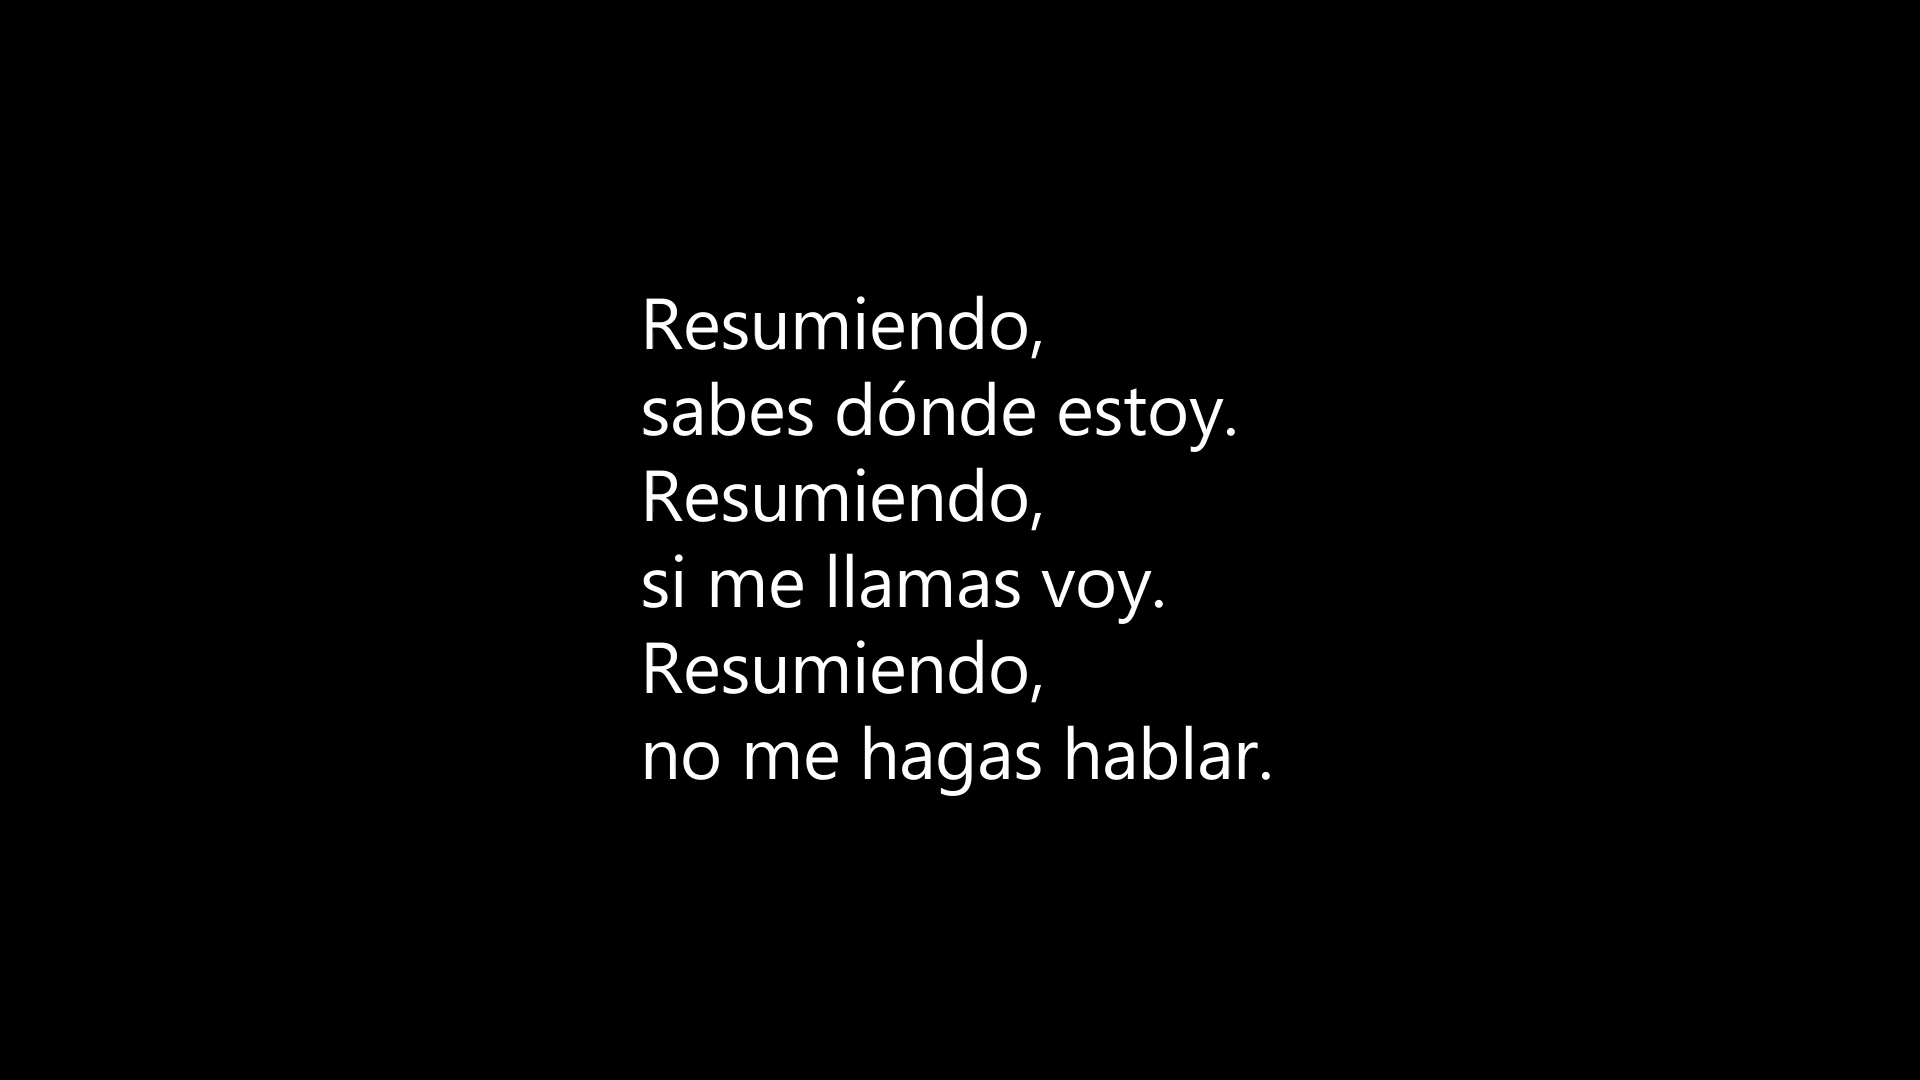 Resumiendo,
sabes dónde estoy.
Resumiendo,
si me llamas voy.
Resumiendo,
no me hagas hablar.